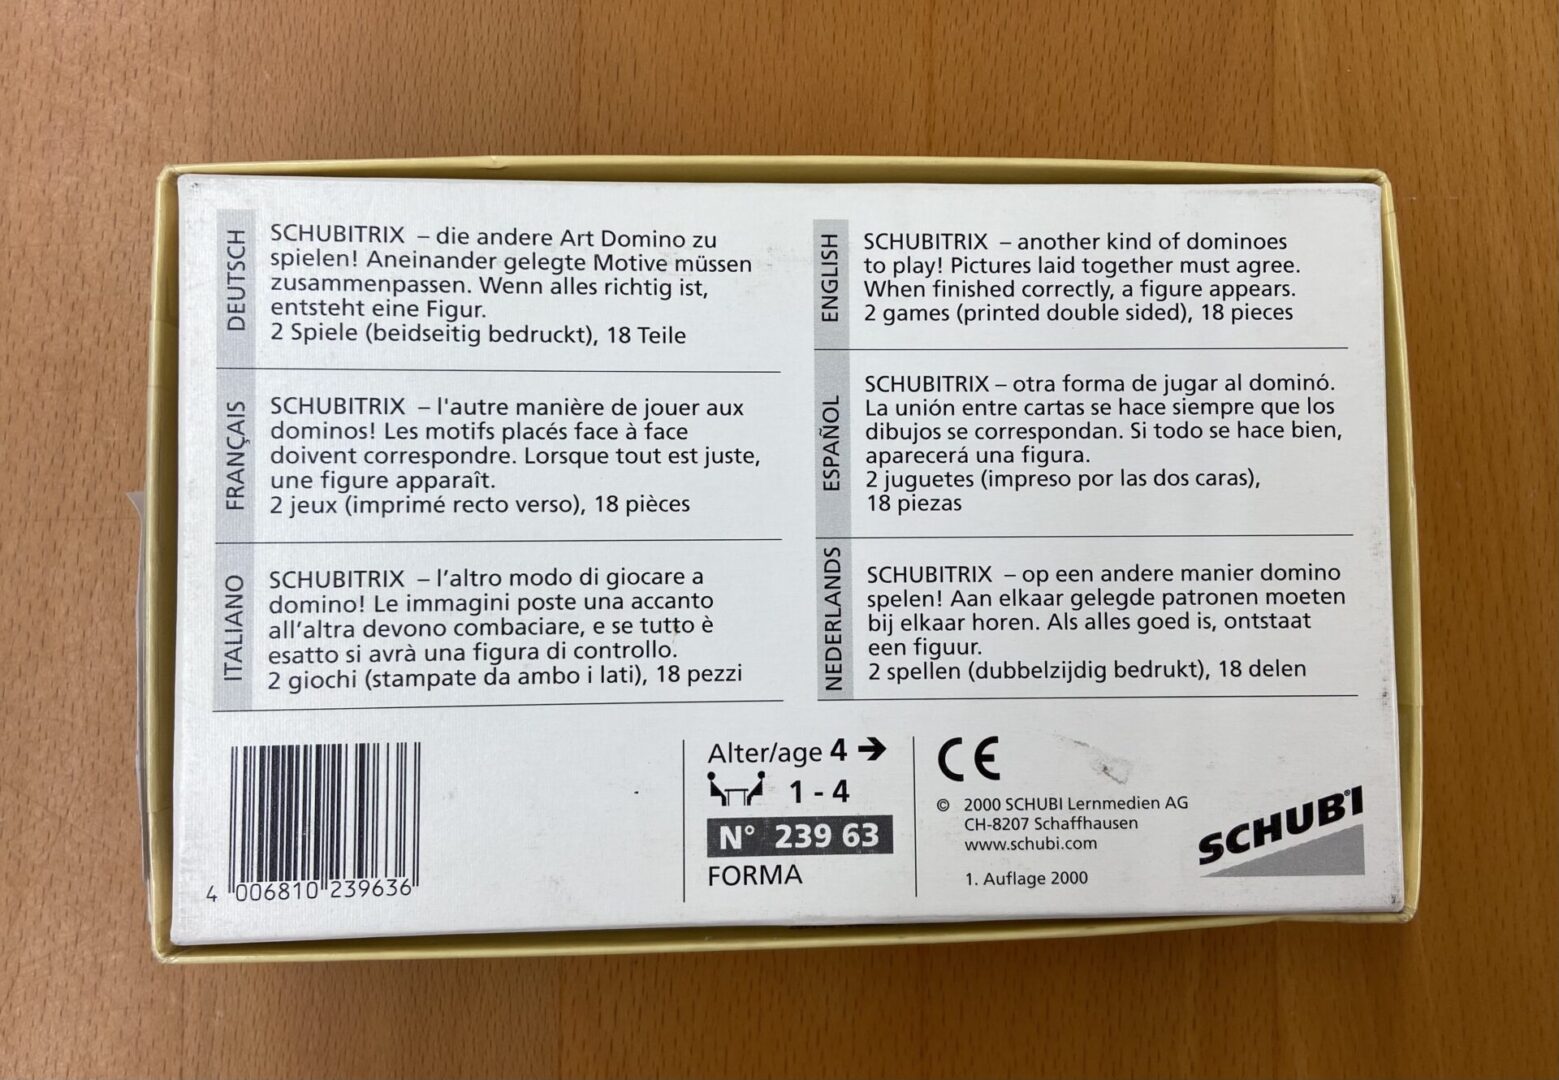 DEUTSCH
SCHUBITRIX – die andere Art Domino zu
spielen! Aneinander gelegte Motive müssen
zusammenpassen. Wenn alles richtig ist,
entsteht eine Figur.
2 Spiele (beidseitig bedruckt), 18 Teile
FRANÇAIS
SCHUBITRIX – l'autre manière de jouer aux
dominos! Les motifs placés face à face
doivent correspondre. Lorsque tout est juste,
une figure apparaît.
2 jeux (imprimé recto verso), 18 pièces
ITALIANO
SCHUBITRIX – l’altro modo di giocare a
domino! Le immagini poste una accanto
all’altra devono combaciare, e se tutto è
esatto si avrà una figura di controllo.
2 giochi (stampate da ambo i lati), 18 pezzi
ENGLISH
SCHUBITRIX – another kind of dominoes
to play! Pictures laid together must agree.
When finished correctly, a figure appears.
2 games (printed double sided), 18 pieces
ESPAÑOL
SCHUBITRIX – otra forma de jugar al dominó.
La unión entre cartas se hace siempre que los
dibujos se correspondan. Si todo se hace bien,
aparecerá una figura.
2 juguetes (impreso por las dos caras),
18 piezas
NEDERLANDS
SCHUBITRIX – op een andere manier domino
spelen! Aan elkaar gelegde patronen moeten
bij elkaar horen. Als alles goed is, ontstaat
een figuur.
2 spellen (dubbelzijdig bedrukt), 18 delen
4 006810 239636
Alter/age 4 →
1 - 4
N° 239 63
FORMA
CE
© 2000 SCHUBI Lernmedien AG
CH-8207 Schaffhausen
www.schubi.com
1. Auflage 2000
SCHUBI®